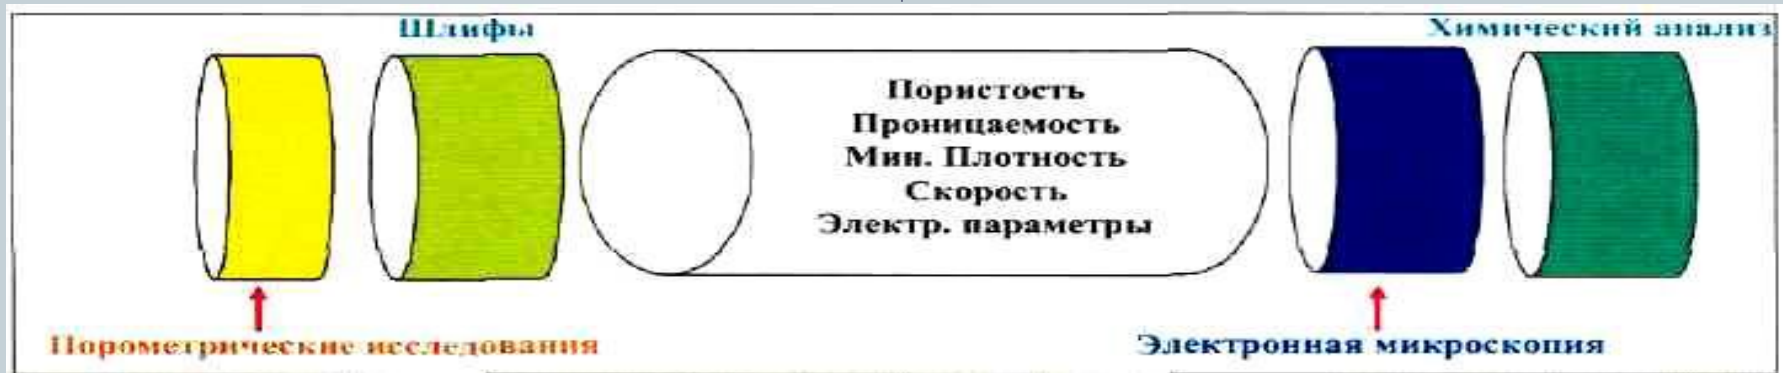 Шлифы
Химический анализ
Пористость
Проницаемость
Мин. Плотность
Скорость
Электр. параметры
Порометрические исследования
Электронная микроскопия